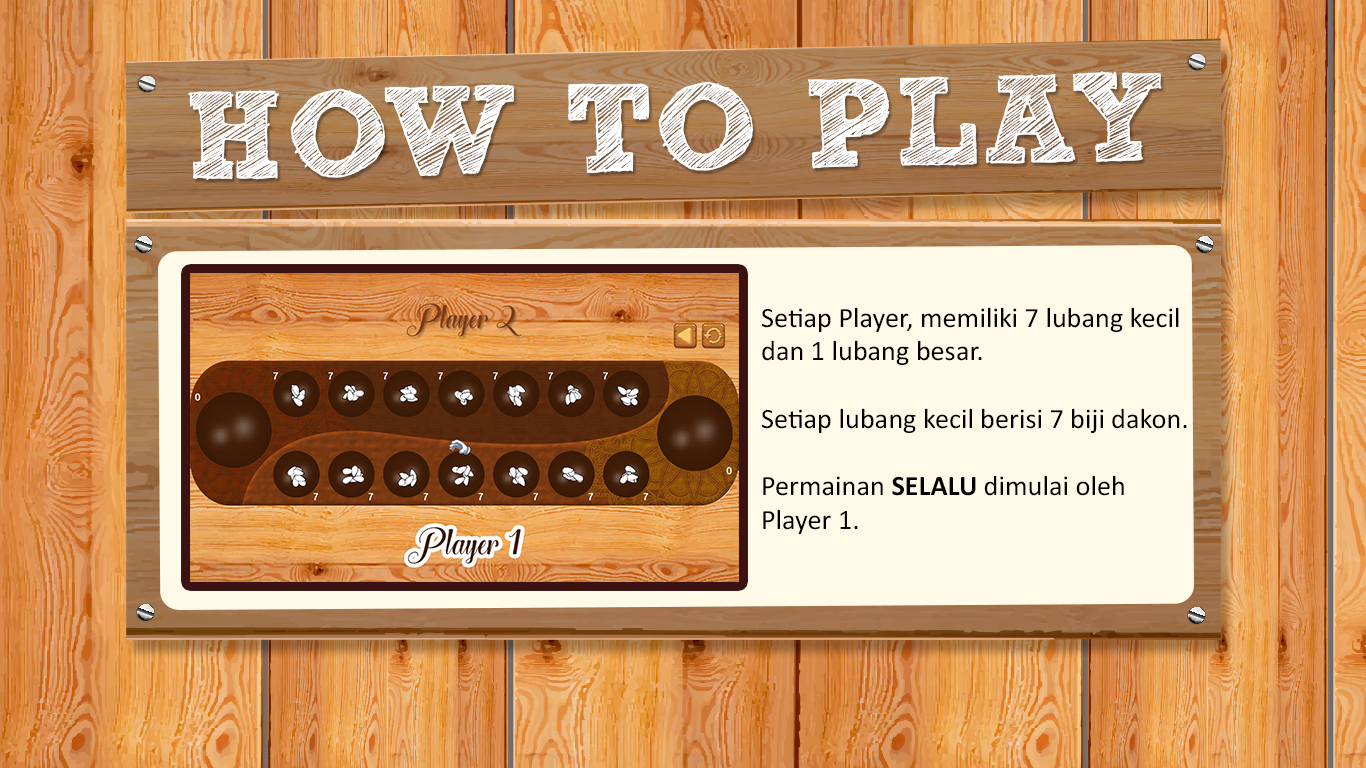 HOW TO PLAY
Player 2
7 7 7 7 7 7 7
0
0
7 7 7 7 7 7 7
Player 1
Setiap Player, memiliki 7 lubang kecil
dan 1 lubang besar.
Setiap lubang kecil berisi 7 biji dakon.
Permainan SELALU dimulai oleh
Player 1.